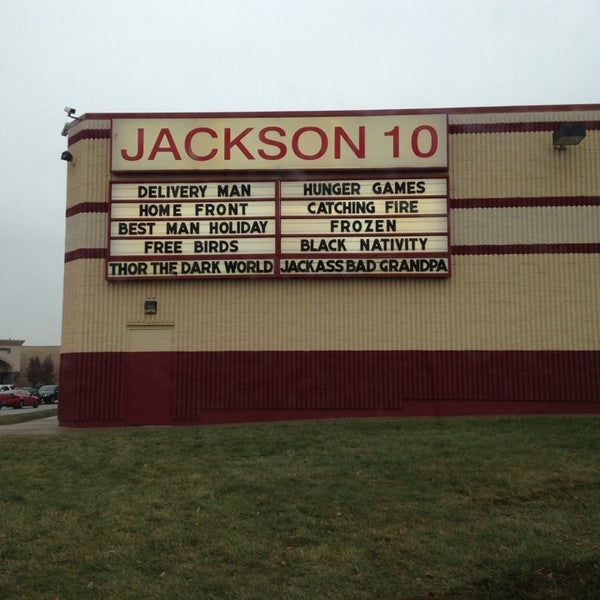 JACKSON 10
DELIVERY MAN
HOME FRONT
BEST MAN HOLIDAY
FREE BIRDS
THOR THE DARK WORLD
HUNGER GAMES
CATCHING FIRE
FROZEN
BLACK NATIVITY
JACKASS BAD GRANDPA